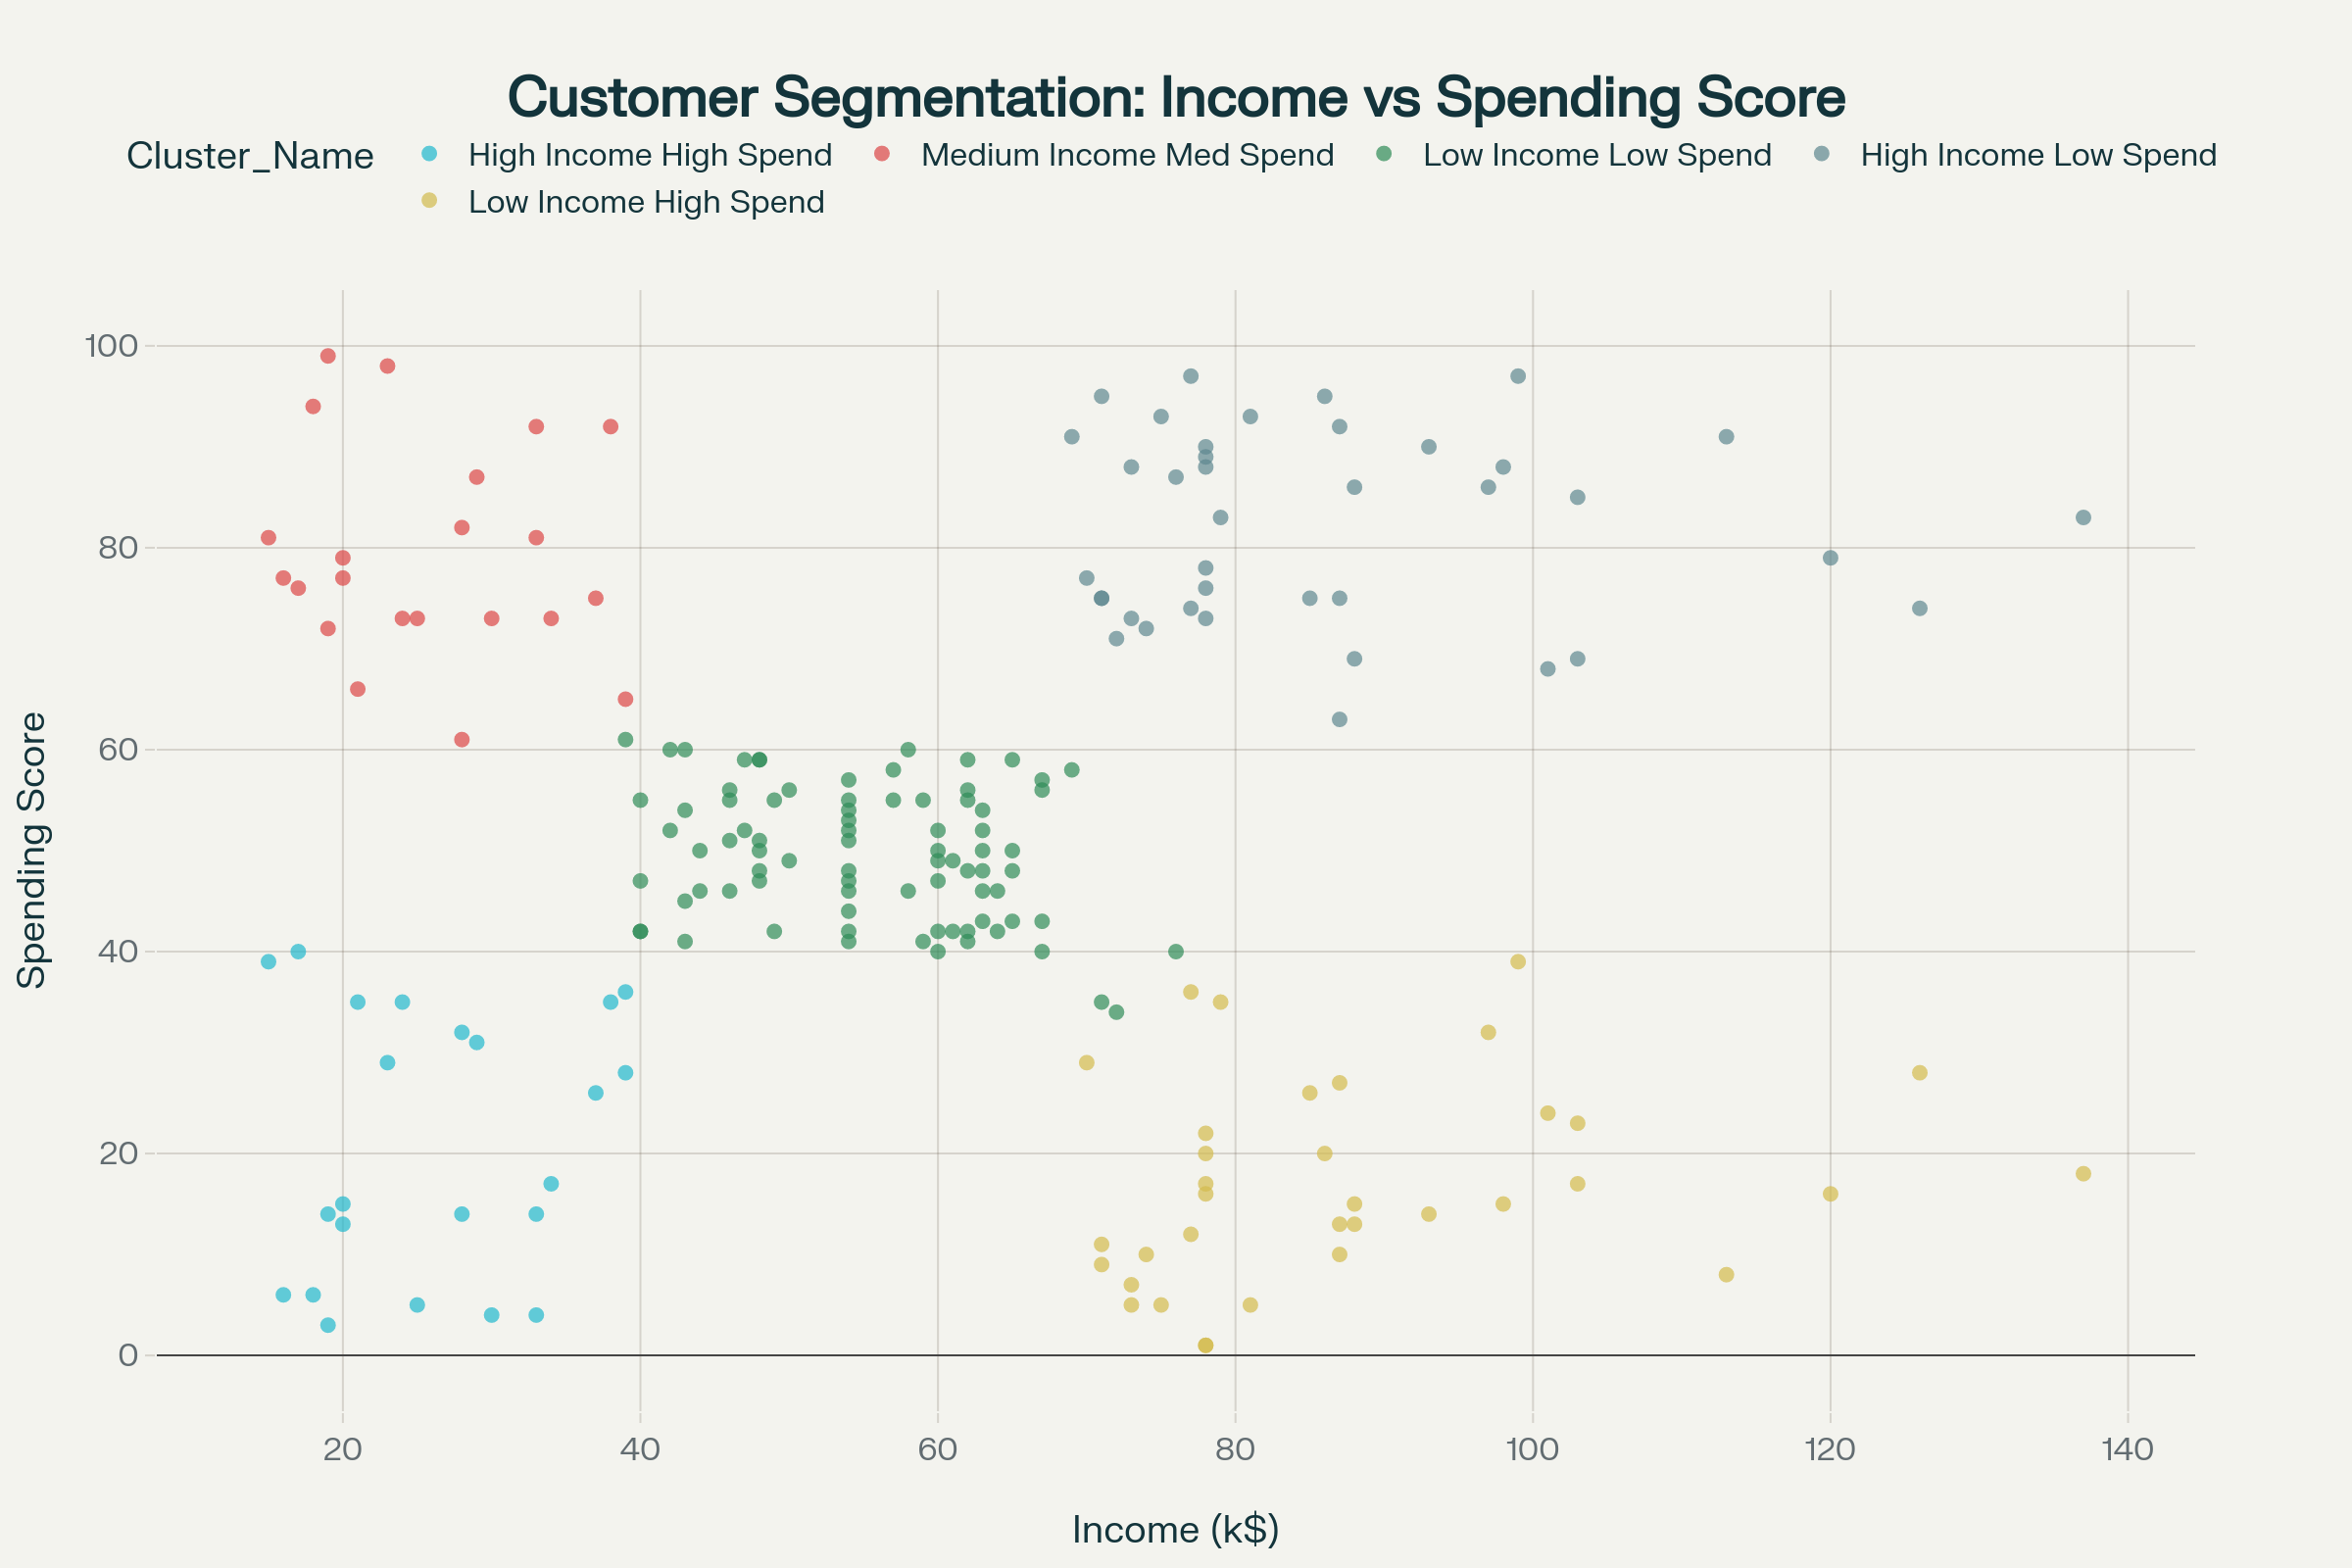 Customer Segmentation: Income vs Spending Score
Cluster_Name High Income High Spend Medium Income Med Spend Low Income Low Spend High Income Low Spend
Low Income High Spend
100
80
60
40
20
0
Spending Score
20 40 60 80 100 120 140
Income (k$)